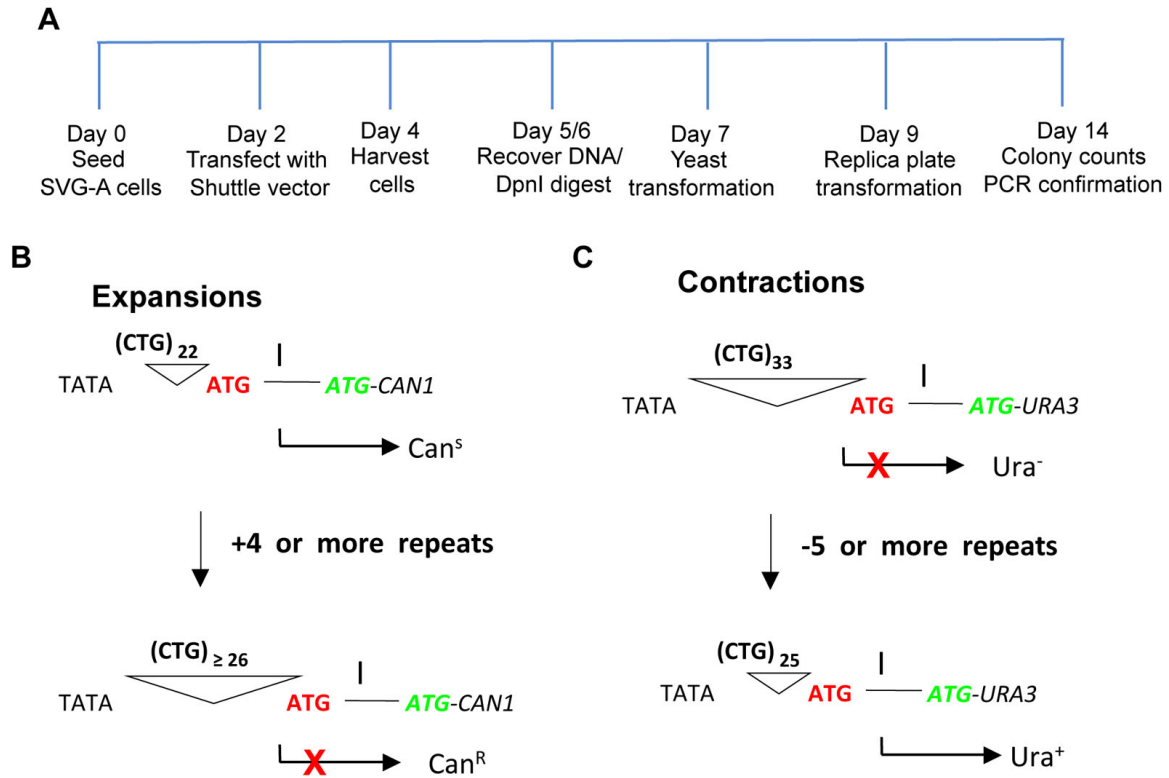 A
Day 0
Seed
SVG-A cells
Day 2
Transfect with
Shuttle vector
Day 4
Harvest
cells
Day 5/6
Recover DNA/
DpnI digest
Day 7
Yeast
transformation
Day 9
Replica plate
transformation
Day 14
Colony counts
PCR confirmation
B
Expansions
(CTG) 22
I
TATA ATG ATG-CAN1
Canˢ
+4 or more repeats
(CTG) ≥ 26
I
TATA ATG ATG-CAN1
X
Canᴿ
C
Contractions
(CTG)33
I
TATA ATG ATG-URA3
X
Ura⁻
-5 or more repeats
(CTG) 25
I
TATA ATG ATG-URA3
Ura⁺